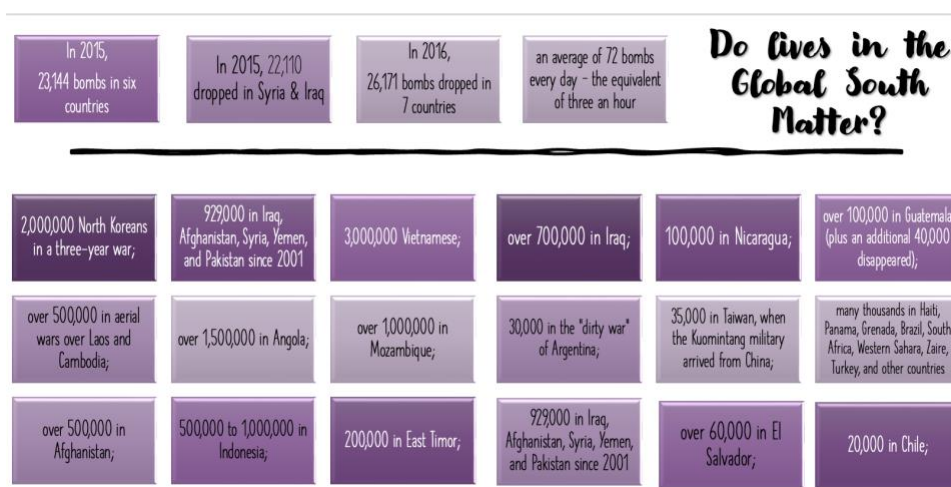 In 2015,
23,144 bombs in six
countries
In 2015, 22,110
dropped in Syria & Iraq
In 2016,
26,171 bombs dropped in
7 countries
an average of 72 bombs
every day - the equivalent
of three an hour
Do lives in the
Global South
Matter?
2,000,000 North Koreans
in a three-year war;
929,000 in Iraq,
Afghanistan, Syria, Yemen,
and Pakistan since 2001
3,000,000 Vietnamese;
over 700,000 in Iraq;
100,000 in Nicaragua;
over 100,000 in Guatemala
(plus an additional 40,000
disappeared);
over 500,000 in aerial
wars over Laos and
Cambodia;
over 1,500,000 in Angola;
over 1,000,000 in
Mozambique;
30,000 in the "dirty war"
of Argentina;
35,000 in Taiwan, when
the Kuomintang military
arrived from China;
many thousands in Haiti,
Panama, Grenada, Brazil, South
Africa, Western Sahara, Zaire,
Turkey, and other countries
over 500,000 in
Afghanistan;
500,000 to 1,000,000 in
Indonesia;
200,000 in East Timor;
929,000 in Iraq,
Afghanistan, Syria, Yemen,
and Pakistan since 2001
over 60,000 in El
Salvador;
20,000 in Chile;